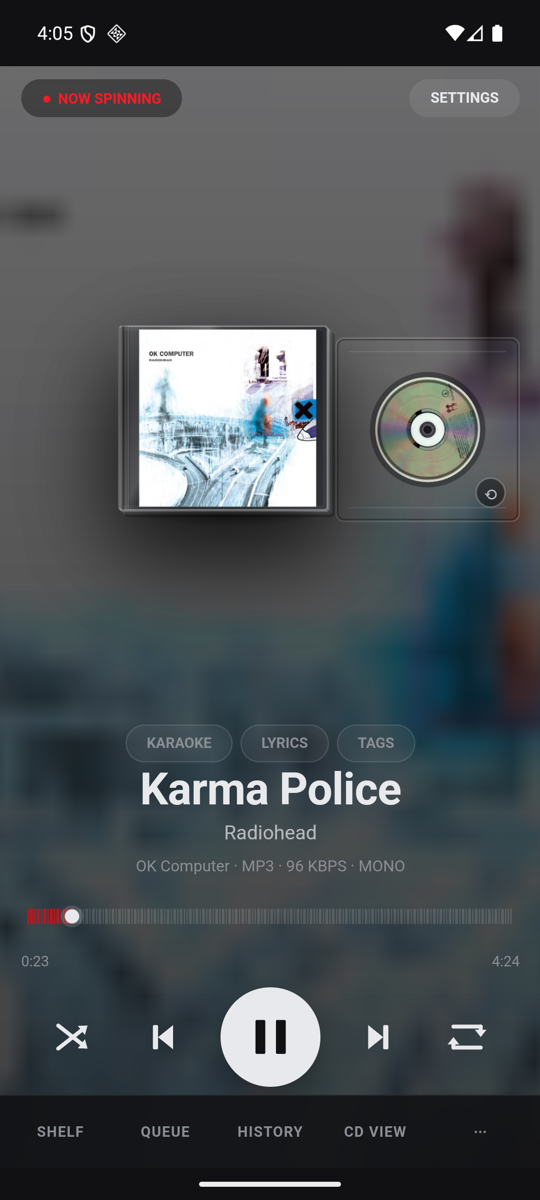 4:05
NOW SPINNING
SETTINGS
OK COMPUTER
RADIOHEAD
KARAOKE
LYRICS
TAGS
Karma Police
Radiohead
OK Computer · MP3 · 96 KBPS · MONO
0:23
4:24
SHELF
QUEUE
HISTORY
CD VIEW
...